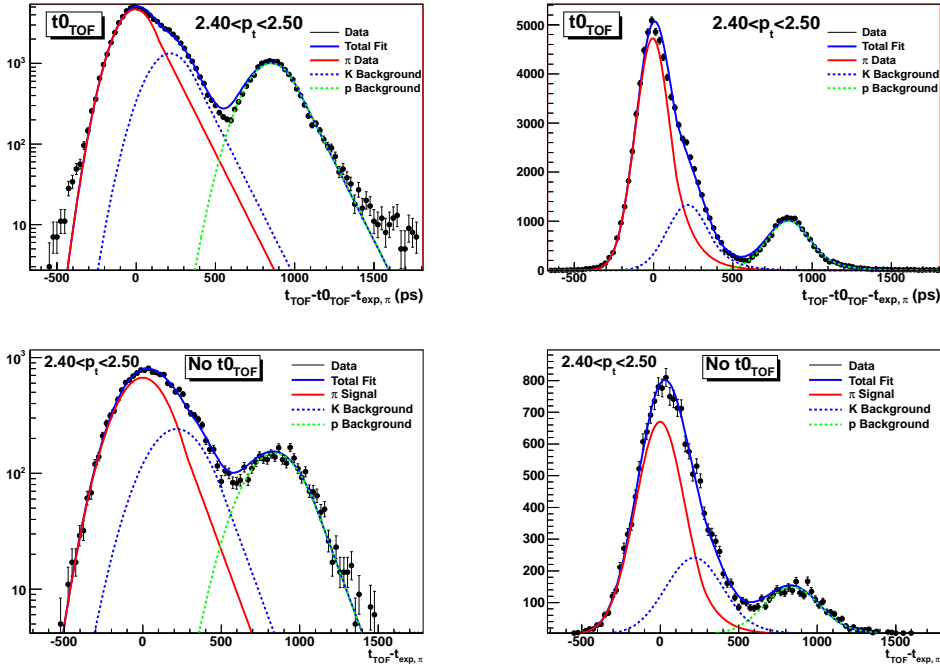 t0TOF 2.40<pt<2.50
Data
Total Fit
π Data
K Background
p Background
10³
10²
10
-500 0 500 1000 1500
tTOF-t0TOF-texp, π (ps)
t0TOF 2.40<pt<2.50
Data
Total Fit
π Data
K Background
p Background
5000
4000
3000
2000
1000
0
-500 0 500 1000 1500
tTOF-t0TOF-texp, π (ps)
2.40<pt<2.50 No t0TOF
Data
Total Fit
π Signal
K Background
p Background
10³
10²
10
-500 0 500 1000 1500
tTOF-texp, π
2.40<pt<2.50 No t0TOF
Data
Total Fit
π Signal
K Background
p Background
800
700
600
500
400
300
200
100
-500 0 500 1000 1500
tTOF-texp, π